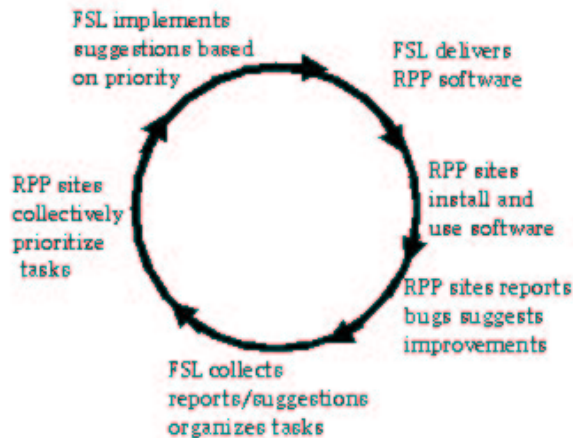 FSL implements
suggestions based
on priority
FSL delivers
RPP software
RPP sites
install and
use software
RPP sites reports
bugs suggests
improvements
FSL collects
reports/suggestions
organizes tasks
RPP sites
collectively
prioritize
tasks